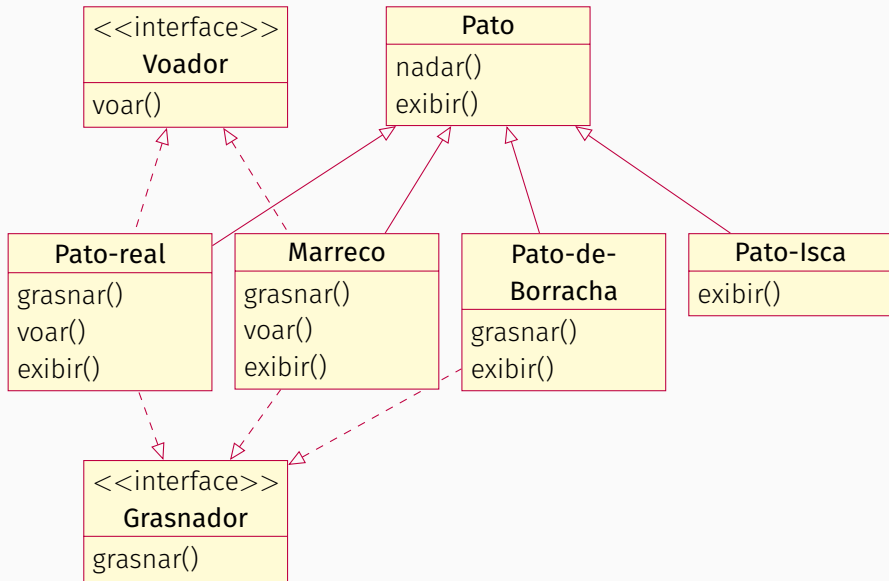 <<interface>>
Voador
voar()
Pato
nadar()
exibir()
Pato-real
grasnar()
voar()
exibir()
Marreco
grasnar()
voar()
exibir()
Pato-de-
Borracha
grasnar()
exibir()
Pato-Isca
exibir()
<<interface>>
Grasnador
grasnar()